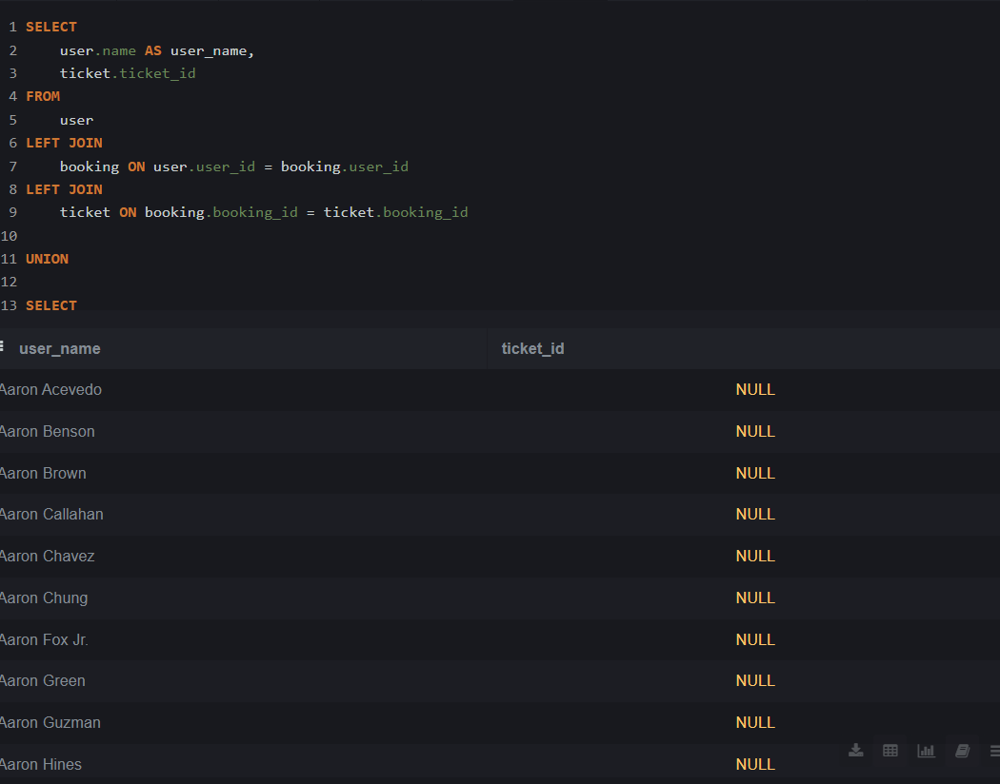 1 SELECT
2 user.name AS user_name,
3 ticket.ticket_id
4 FROM
5 user
6 LEFT JOIN
7 booking ON user.user_id = booking.user_id
8 LEFT JOIN
9 ticket ON booking.booking_id = ticket.booking_id
10
11 UNION
12
13 SELECT
user_name ticket_id
Aaron Acevedo NULL
Aaron Benson NULL
Aaron Brown NULL
Aaron Callahan NULL
Aaron Chavez NULL
Aaron Chung NULL
Aaron Fox Jr. NULL
Aaron Green NULL
Aaron Guzman NULL
Aaron Hines NULL